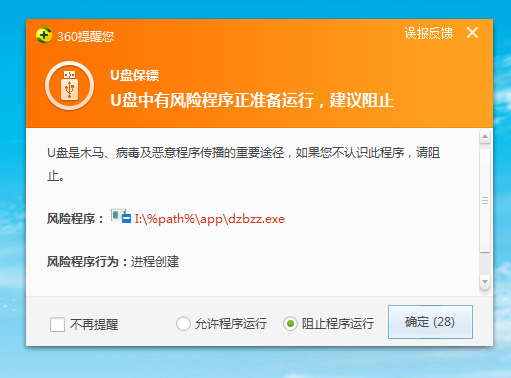 360提醒您
误报反馈
U盘保镖
U盘中有风险程序正准备运行，建议阻止
U盘是木马、病毒及恶意程序传播的重要途径，如果您不认识此程序，请阻
止。
风险程序： I:\%path%\app\dzbzz.exe
风险程序行为：进程创建
不再提醒 允许程序运行 阻止程序运行 确定 (28)